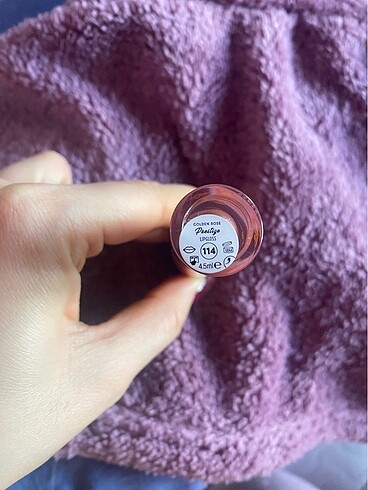 GOLDEN ROSE
Prestige
LIPGLOSS
114
4.5ml e